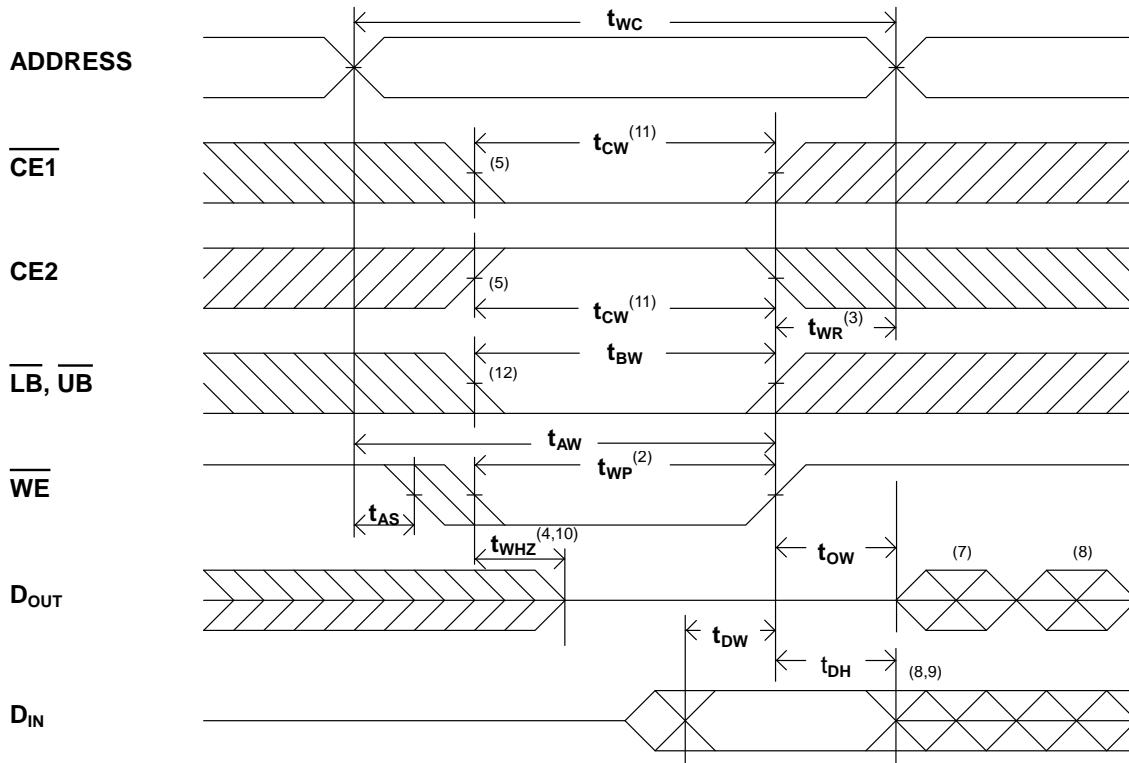 tWC
ADDRESS
CE1
(5)
tCW(11)
CE2
(5)
tCW(11)
tWR(3)
LB, UB
(12)
tBW
tAW
WE
tWP(2)
tAS
tWHZ(4,10)
tOW
(7)
(8)
DOUT
tDW
tDH
(8,9)
DIN